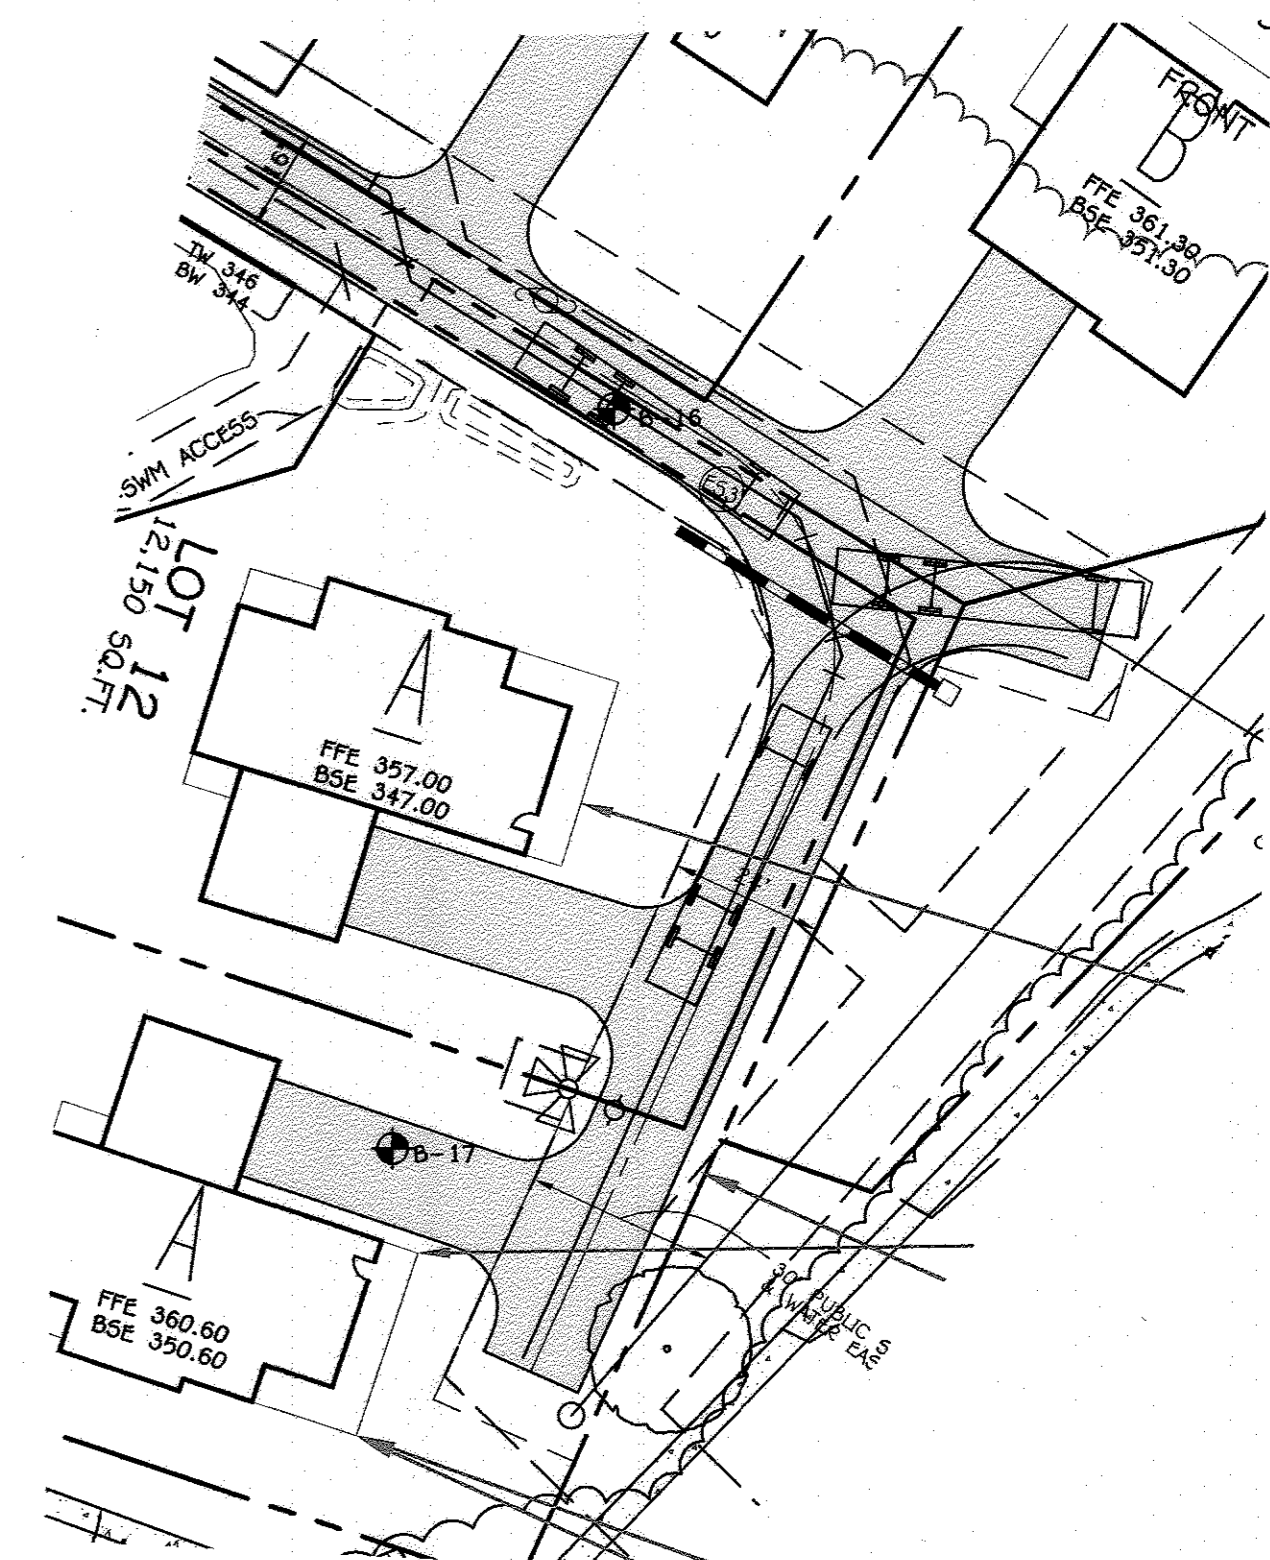 FRONT
B
FFE 361.30
BSE 351.30
TW 346
BW 344
B-16
SWM ACCESS
LOT 12
12,150 SQ.FT.
A
FFE 357.00
BSE 347.00
B-17
A
FFE 360.60
BSE 350.60
PUBLIC S
& WATER EAS